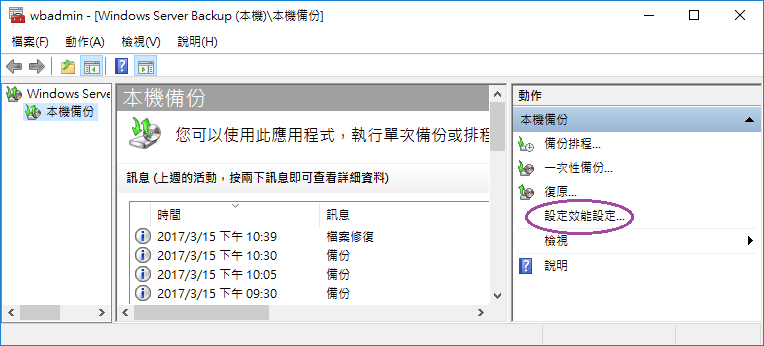 wbadmin - [Windows Server Backup (本機)\本機備份]
檔案(F) 動作(A) 檢視(V) 說明(H)
Windows Serve
本機備份
本機備份
您可以使用此應用程式，執行單次備份或排程
訊息 (上週的活動，按兩下訊息即可查看詳細資料)
時間 訊息
2017/3/15 下午 10:39 檔案修復
2017/3/15 下午 10:30 備份
2017/3/15 下午 10:05 備份
2017/3/15 下午 09:30 備份
動作
本機備份
備份排程...
一次性備份...
復原...
設定效能設定...
檢視
說明